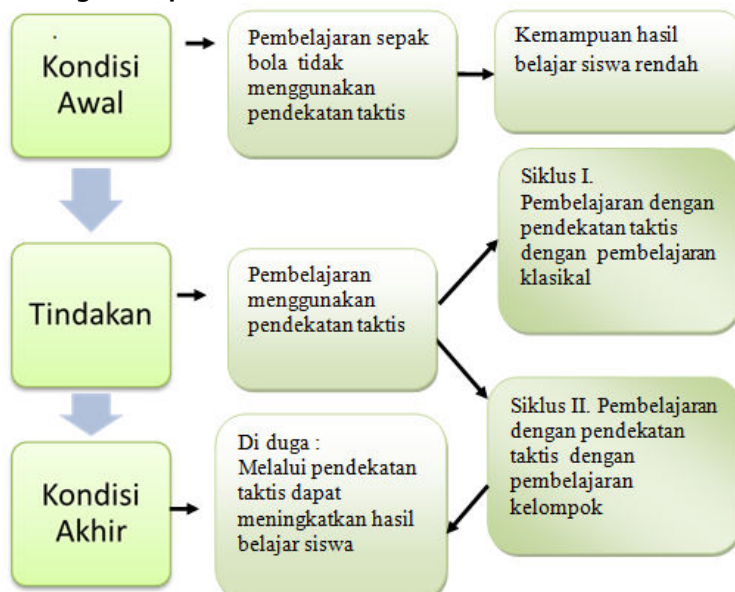 Kondisi
Awal
Pembelajaran sepak
bola tidak
menggunakan
pendekatan taktis
Kemampuan hasil
belajar siswa rendah
Siklus I.
Pembelajaran dengan
pendekatan taktis
dengan pembelajaran
klasikal
Tindakan
Pembelajaran
menggunakan
pendekatan taktis
Siklus II. Pembelajaran
dengan pendekatan
taktis dengan
pembelajaran
kelompok
Kondisi
Akhir
Di duga :
Melalui pendekatan
taktis dapat
meningkatkan hasil
belajar siswa